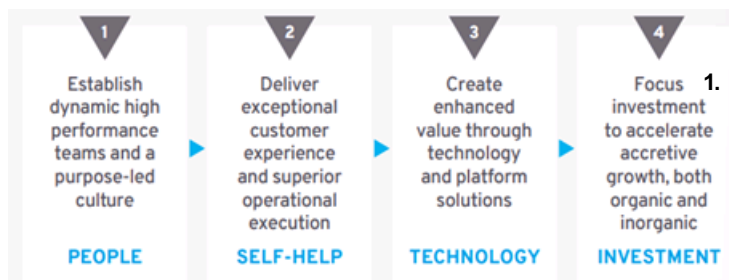 1
Establish
dynamic high
performance
teams and a
purpose-led
culture
PEOPLE
2
Deliver
exceptional
customer
experience
and superior
operational
execution
SELF-HELP
3
Create
enhanced
value through
technology
and platform
solutions
TECHNOLOGY
4
Focus 1.
investment
to accelerate
accretive
growth, both
organic and
inorganic
INVESTMENT